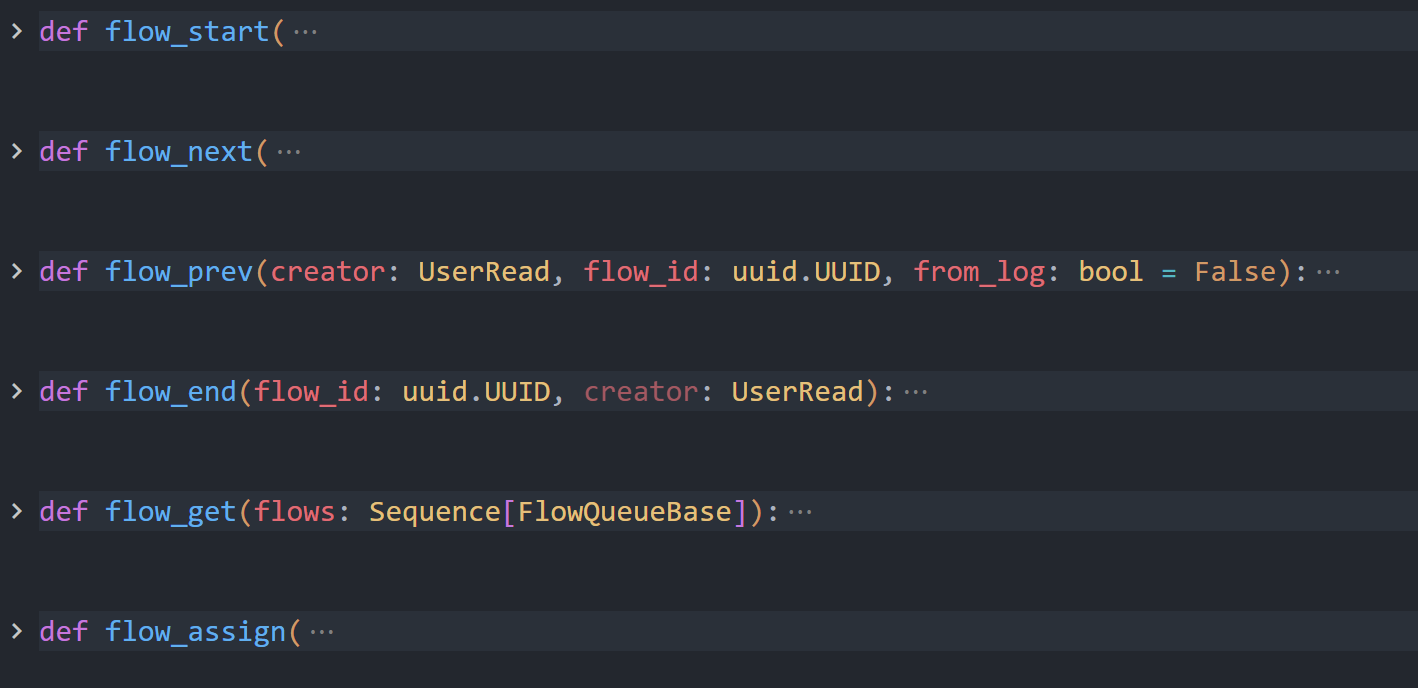 def flow_start( ···
def flow_next( ···
def flow_prev(creator: UserRead, flow_id: uuid.UUID, from_log: bool = False): ···
def flow_end(flow_id: uuid.UUID, creator: UserRead): ···
def flow_get(flows: Sequence[FlowQueueBase]): ···
def flow_assign( ···